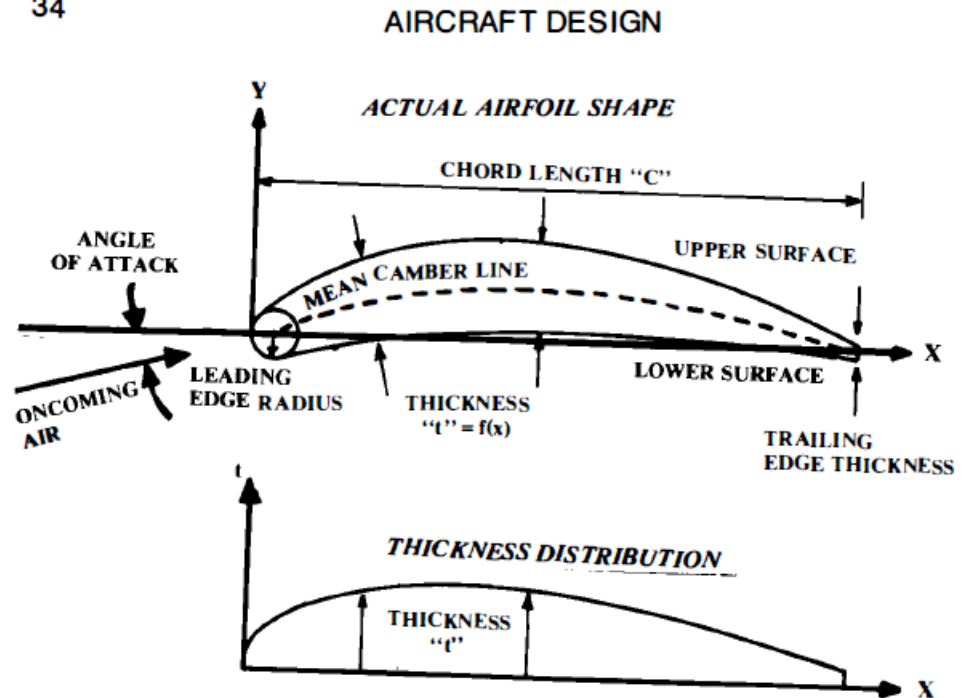 34
AIRCRAFT DESIGN
Y
ACTUAL AIRFOIL SHAPE
CHORD LENGTH “C”
ANGLE
OF ATTACK
UPPER SURFACE
MEAN CAMBER LINE
X
ONCOMING
AIR
LEADING
EDGE RADIUS
THICKNESS
“t” = f(x)
LOWER SURFACE
TRAILING
EDGE THICKNESS
t
THICKNESS DISTRIBUTION
THICKNESS
“t”
X